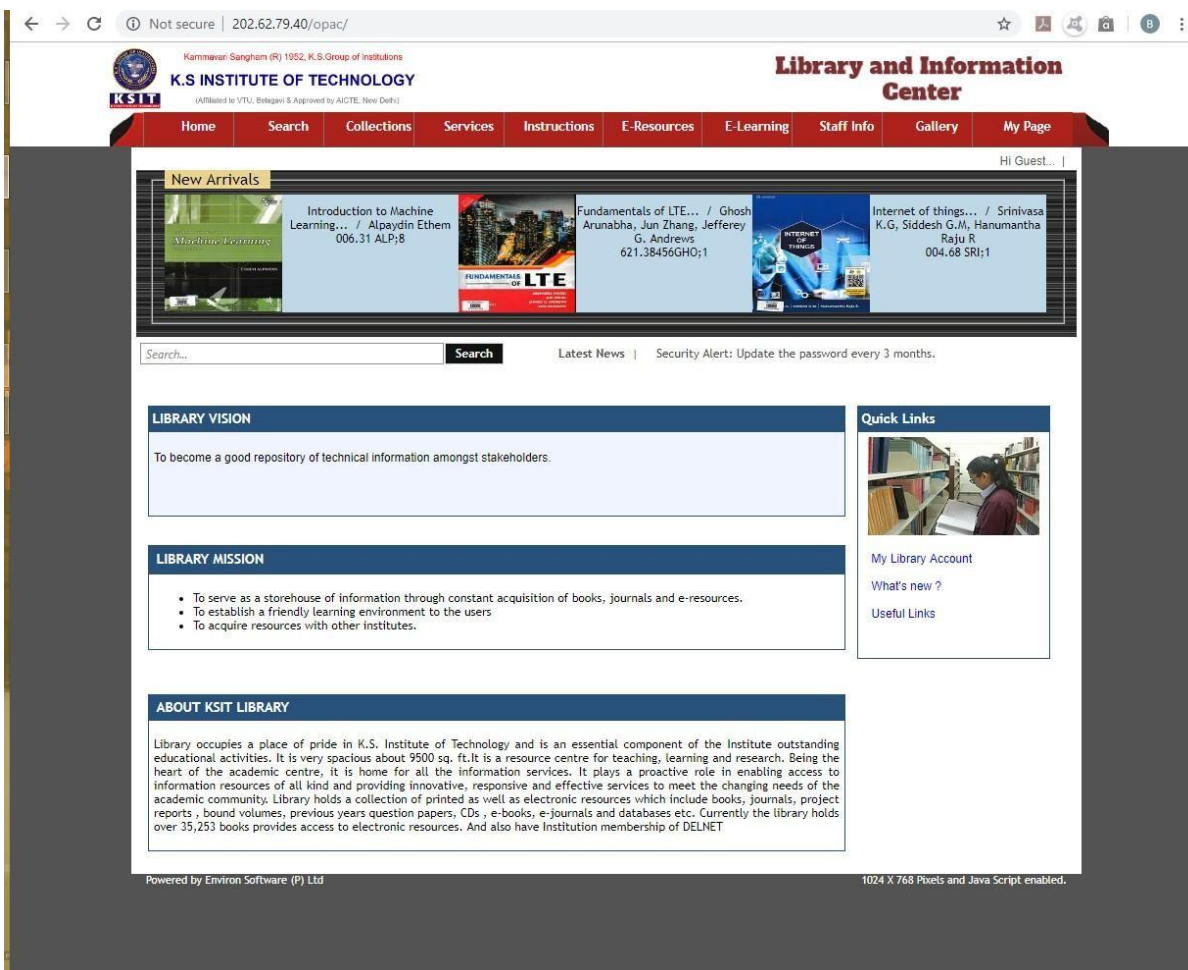 Not secure | 202.62.79.40/opac/
B
Kammavari Sangham (R) 1952, K.S.Group of Institutions
K.S INSTITUTE OF TECHNOLOGY
(Affiliated to VTU, Belagavi & Approved by AICTE, New Delhi)
KSIT
Library and Information
Center
Home Search Collections Services Instructions E-Resources E-Learning Staff Info Gallery My Page
Hi Guest... |
New Arrivals
Machine Learning
Introduction to Machine
Learning... / Alpaydin Ethem
006.31 ALP;8
FUNDAMENTALS
OF LTE
Fundamentals of LTE... / Ghosh
Arunabha, Jun Zhang, Jefferey
G. Andrews
621.38456GHO;1
INTERNET
OF
THINGS
Internet of things... / Srinivasa
K.G, Siddesh G.M, Hanumantha
Raju R
004.68 SRI;1
Search...
Search
Latest News | Security Alert: Update the password every 3 months.
LIBRARY VISION
To become a good repository of technical information amongst stakeholders.
LIBRARY MISSION
• To serve as a storehouse of information through constant acquisition of books, journals and e-resources.
• To establish a friendly learning environment to the users
• To acquire resources with other institutes.
Quick Links
My Library Account
What's new ?
Useful Links
ABOUT KSIT LIBRARY
Library occupies a place of pride in K.S. Institute of Technology and is an essential component of the Institute outstanding
educational activities. It is very spacious about 9500 sq. ft.It is a resource centre for teaching, learning and research. Being the
heart of the academic centre, it is home for all the information services. It plays a proactive role in enabling access to
information resources of all kind and providing innovative, responsive and effective services to meet the changing needs of the
academic community. Library holds a collection of printed as well as electronic resources which include books, journals, project
reports , bound volumes, previous years question papers, CDs , e-books, e-journals and databases etc. Currently the library holds
over 35,253 books provides access to electronic resources. And also have Institution membership of DELNET
Powered by Environ Software (P) Ltd
1024 X 768 Pixels and Java Script enabled.